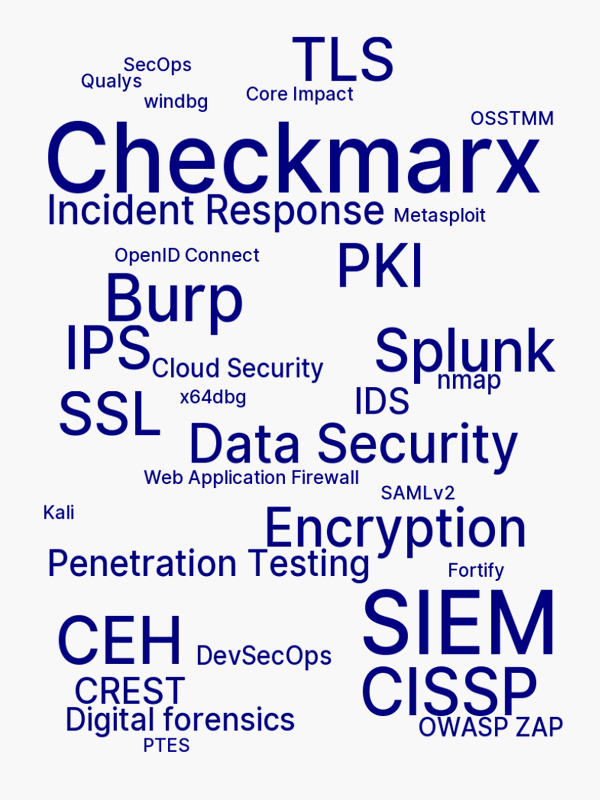 TLS
SecOps
Qualys
Core Impact
windbg
OSSTMM
Checkmarx
Incident Response
Metasploit
OpenID Connect
PKI
Burp
IPS
Splunk
Cloud Security
nmap
x64dbg
IDS
SSL
Data Security
Web Application Firewall
SAMLv2
Kali
Encryption
Penetration Testing
Fortify
SIEM
CEH
DevSecOps
CREST
CISSP
Digital forensics
OWASP ZAP
PTES